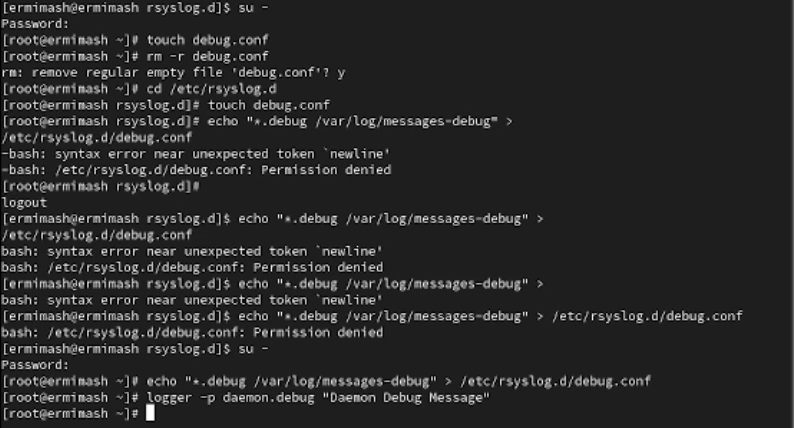 [ermimash@ermimash rsyslog.d]$ su -
Password:
[root@ermimash ~]# touch debug.conf
[root@ermimash ~]# rm -r debug.conf
rm: remove regular empty file 'debug.conf'? y
[root@ermimash ~]# cd /etc/rsyslog.d
[root@ermimash rsyslog.d]# touch debug.conf
[root@ermimash rsyslog.d]# echo "*.debug /var/log/messages-debug" >
/etc/rsyslog.d/debug.conf
-bash: syntax error near unexpected token `newline'
-bash: /etc/rsyslog.d/debug.conf: Permission denied
[root@ermimash rsyslog.d]#
logout
[ermimash@ermimash rsyslog.d]$ echo "*.debug /var/log/messages-debug" >
/etc/rsyslog.d/debug.conf
bash: syntax error near unexpected token `newline'
bash: /etc/rsyslog.d/debug.conf: Permission denied
[ermimash@ermimash rsyslog.d]$ echo "*.debug /var/log/messages-debug" >
bash: syntax error near unexpected token `newline'
[ermimash@ermimash rsyslog.d]$ echo "*.debug /var/log/messages-debug" > /etc/rsyslog.d/debug.conf
bash: /etc/rsyslog.d/debug.conf: Permission denied
[ermimash@ermimash rsyslog.d]$ su -
Password:
[root@ermimash ~]# echo "*.debug /var/log/messages-debug" > /etc/rsyslog.d/debug.conf
[root@ermimash ~]# logger -p daemon.debug "Daemon Debug Message"
[root@ermimash ~]#